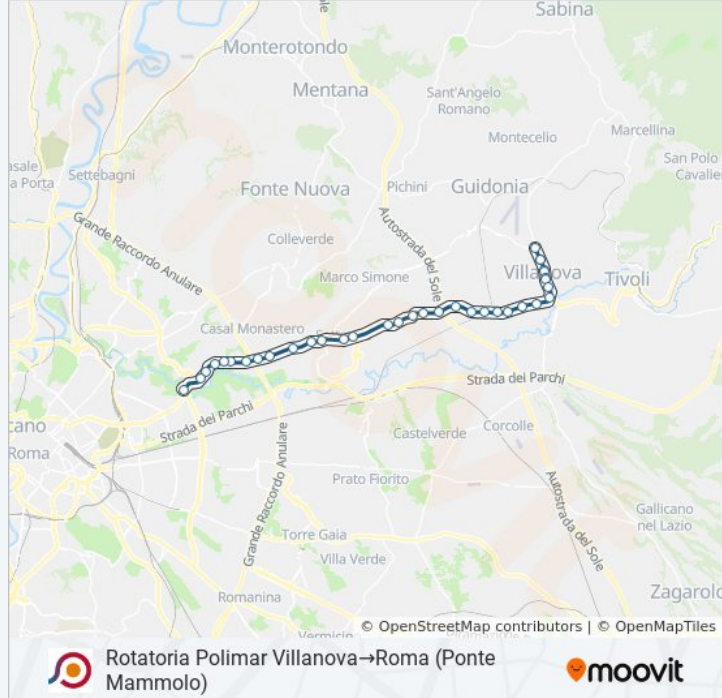 Sabina
Monterotondo
Mentana
Sant'Angelo
Romano
Montecelio
Marcellina
San Polo
Cavalier
Settebagni
Fonte Nuova
Pichini
Guidonia
Grande Raccordo Anulare
Colleverde
Autostrada del Sole
Marco Simone
Villanova
Tivoli
Casal Monastero
Strada dei Parchi
Strada dei Parchi
cano
Roma
Castelverde
Corcolle
Grande Raccordo Anulare
Prato Fiorito
Autostrada del Sole
Gallicano
nel Lazio
Torre Gaia
Villa Verde
Zagarolo
Romanina
Vermicino
© OpenStreetMap contributors | © OpenMapTiles
Rotatoria Polimar Villanova→Roma (Ponte
Mammolo)
moovit